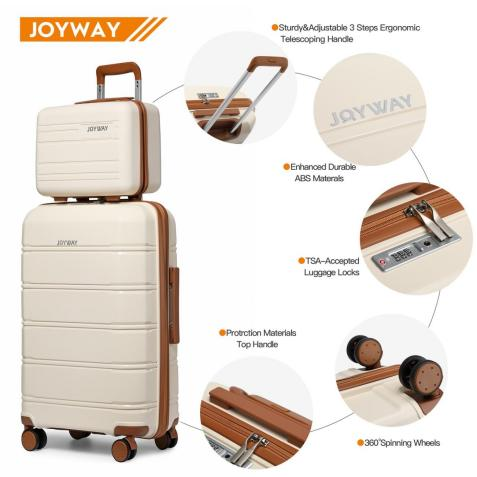 JOYWAY
Sturdy&Adjustable 3 Steps Ergonomic
Telescoping Handle
JOYWAY
JOYWAY
Enhanced Durable
ABS Materals
JOYWAY
TSA-Accepted
Luggage Locks
Protrction Materials
Top Handle
360°Spinning Wheels